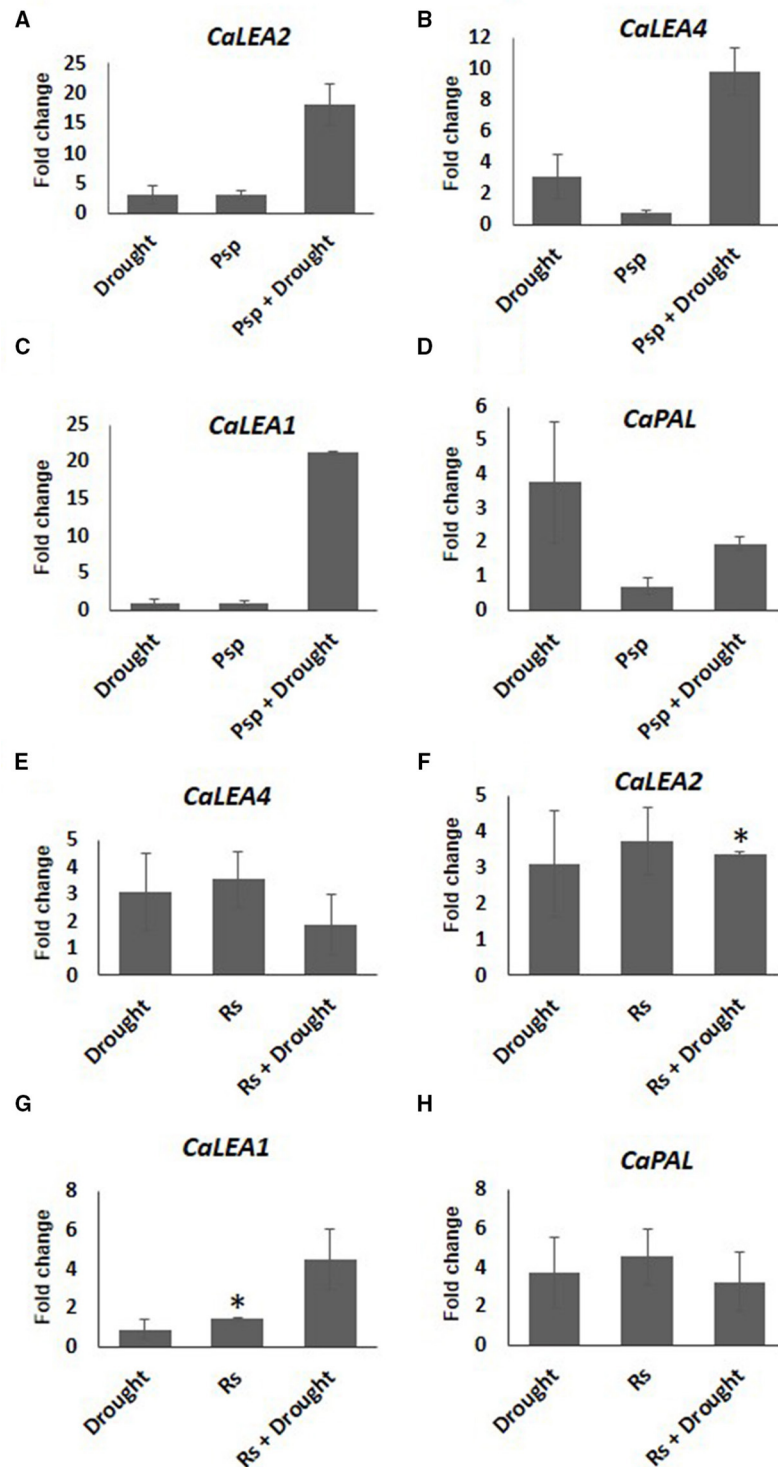 A
CaLEA2
Fold change
25
20
15
10
5
0
Drought
Psp
Psp + Drought
B
CaLEA4
Fold change
12
10
8
6
4
2
0
Drought
Psp
Psp + Drought
C
CaLEA1
Fold change
25
20
15
10
5
0
Drought
Psp
Psp + Drought
D
CaPAL
Fold change
6
5
4
3
2
1
0
Drought
Psp
Psp + Drought
E
CaLEA4
Fold change
5
4
3
2
1
0
Drought
Rs
Rs + Drought
F
CaLEA2
Fold change
5
4
3
2
1
0
*
Drought
Rs
Rs + Drought
G
CaLEA1
Fold change
8
6
4
2
0
*
Drought
Rs
Rs + Drought
H
CaPAL
Fold change
8
6
4
2
0
Drought
Rs
Rs + Drought